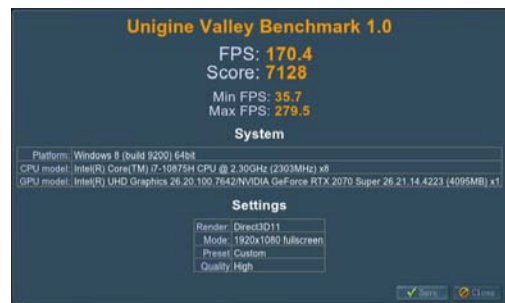 Unigine Valley Benchmark 1.0
FPS: 170.4
Score: 7128
Min FPS: 35.7
Max FPS: 279.5
System
Platform: Windows 8 (build 9200) 64bit
CPU model: Intel(R) Core(TM) i7-10875H CPU @ 2.30GHz (2303MHz) x8
GPU model: Intel(R) UHD Graphics 26.20.100.7642/NVIDIA GeForce RTX 2070 Super 26.21.14.4223 (4095MB) x1
Settings
Render: Direct3D11
Mode: 1920x1080 fullscreen
Preset Custom
Quality High
Save Close